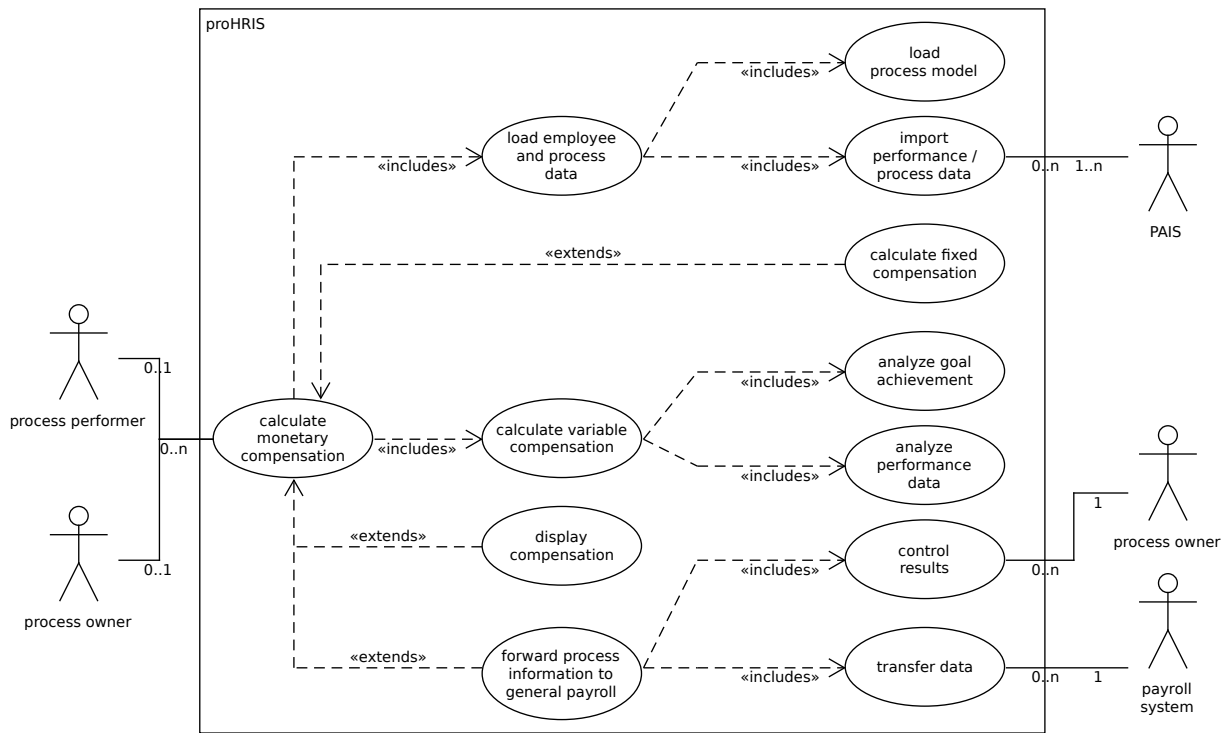 proHRIS
load
process model
«includes»
load employee
and process
data
«includes»
import
performance /
process data
«includes»
0..n
1..n
PAIS
«extends»
calculate fixed
compensation
process performer
0..1
analyze goal
achievement
«includes»
calculate
monetary
compensation
0..n
«includes»
calculate variable
compensation
analyze
performance
data
«includes»
process owner
0..1
«extends»
display
compensation
control
results
«includes»
0..n
1
process owner
«extends»
forward process
information to
general payroll
«includes»
transfer data
0..n
1
payroll
system